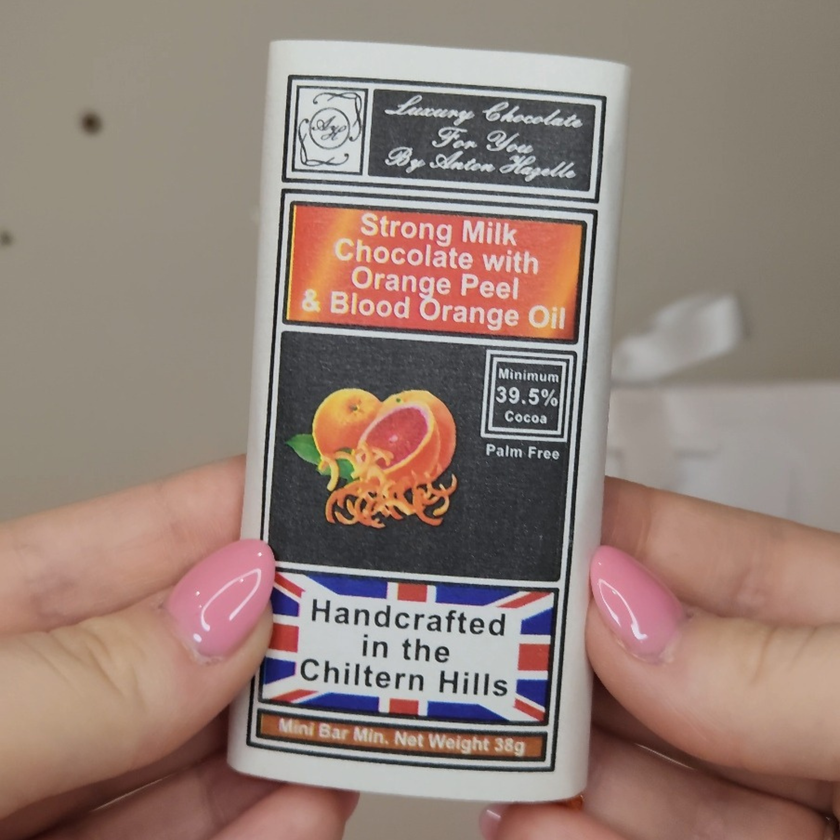 AH
Luxury Chocolate
For You
By Anton Hazelle
Strong Milk
Chocolate with
Orange Peel
& Blood Orange Oil
Minimum
39.5%
Cocoa
Palm Free
Handcrafted
in the
Chiltern Hills
Mini Bar Min. Net Weight 38g